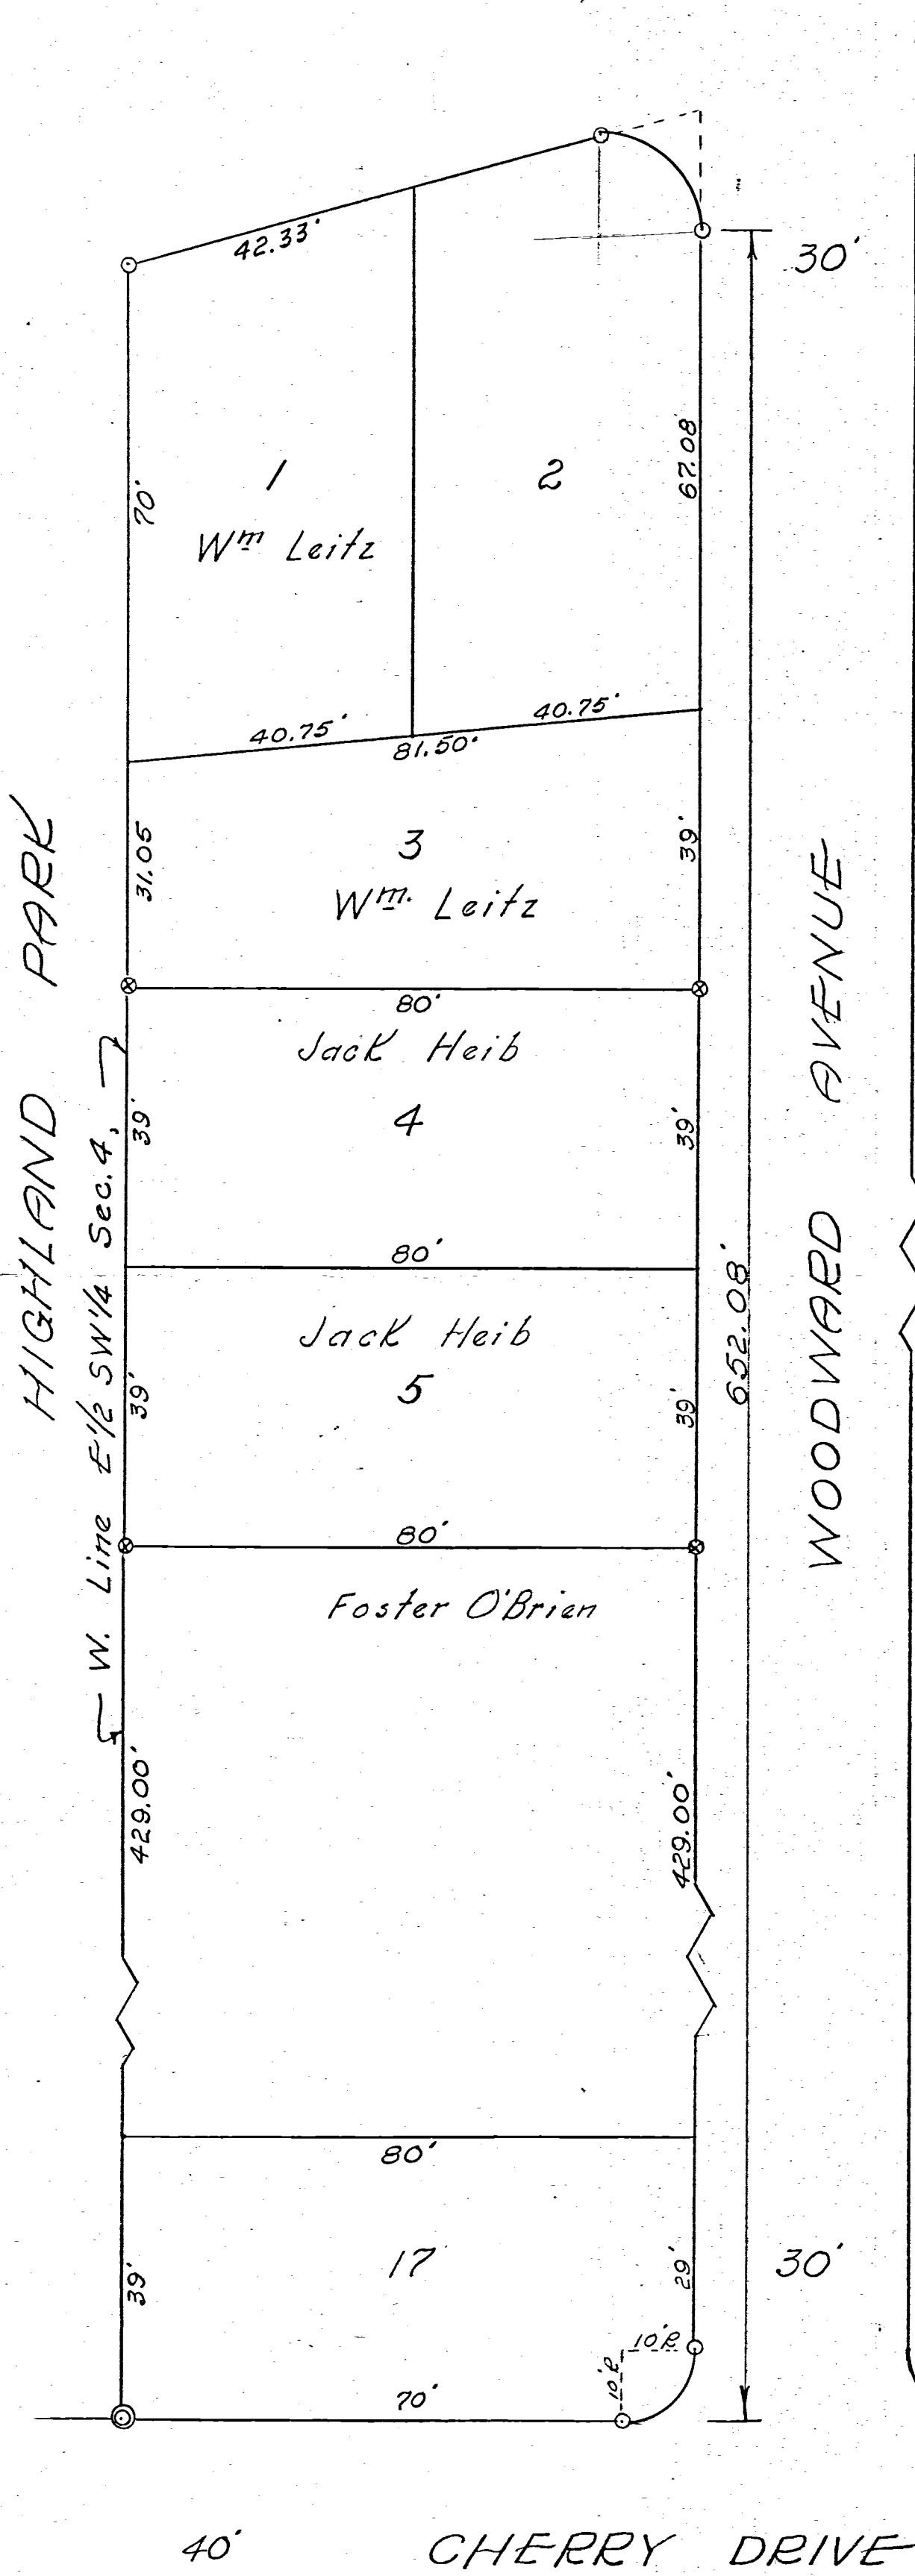 42.33'
30'
70'
1
Wm Leitz
2
67.08
40.75'
40.75'
81.50'
31.05
3
Wm. Leitz
39'
80'
Jack Heib
39'
4
39'
80'
Jack Heib
39'
5
39'
80'
Foster O'Brien
429.00'
429.00'
652.08'
HIGHLAND PARK
W. Line E1/2 SW1/4 Sec. 4,
WOODWARD AVENUE
80'
39'
17
29'
30'
10'R
10'R
70'
40'
CHERRY DRIVE